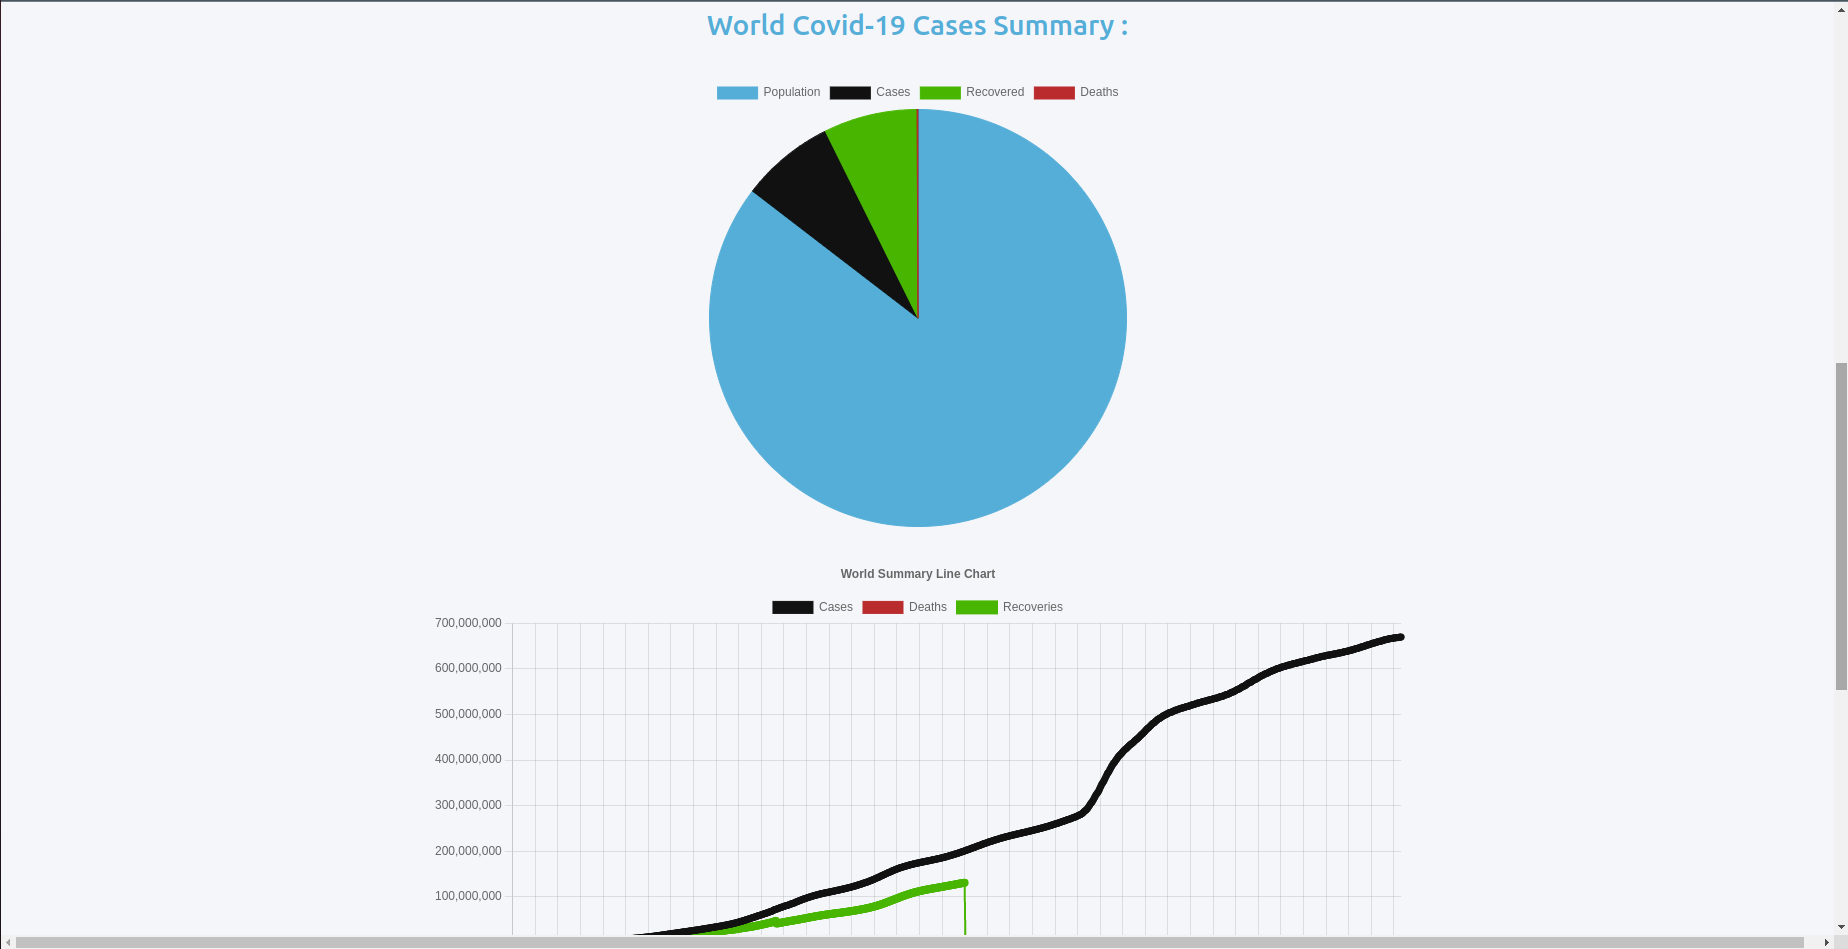 World Covid-19 Cases Summary :
Population Cases Recovered Deaths
World Summary Line Chart
Cases Deaths Recoveries
700,000,000
600,000,000
500,000,000
400,000,000
300,000,000
200,000,000
100,000,000